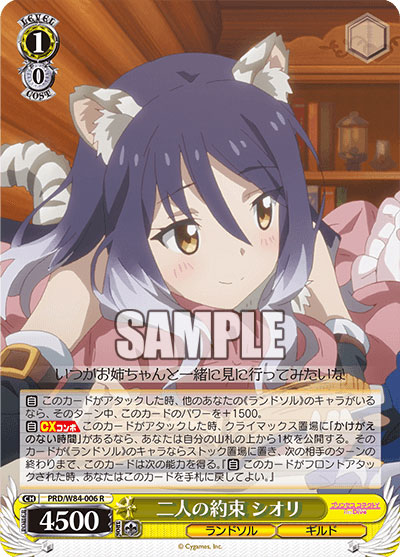 LEVEL
1
0
COST
SAMPLE
いつかお姉ちゃんと一緒に見に行ってみたいな
自 このカードがアタックした時、他のあなたの《ランドソル》のキャラがい
るなら、そのターン中、このカードのパワーを+1500。
自 CXコンボ このカードがアタックした時、クライマックス置場に「かけがえ
のない時間」があるなら、あなたは自分の山札の上から1枚を公開する。そ
のカードが《ランドソル》のキャラならストック置場に置き、次の相手のターン
の終わりまで、このカードは次の能力を得る。『自 このカードがフロントアタッ
クされた時、あなたはこのカードを手札に戻してよい。』
CH PRD/W84-006 R
4500
二人の約束 シオリ
プリンセスコネクト!
Re:Dive
ランドソル
ギルド
© Cygames, Inc.